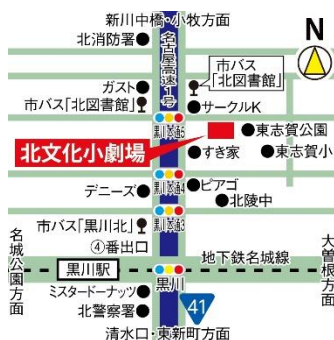 新川中橋・小牧方面
N
北消防署
名古屋高速1号
市バス
「北図書館」
ガスト
市バス「北図書館」
サークルK
黒川本通5
東志賀公園
北文化小劇場
すき家
東志賀小
黒川本通4
ピアゴ
デニーズ
北陵中
黒川本通3
市バス「黒川北」
④番出口
地下鉄名城線
名城公園方面
大曽根方面
黒川駅
黒川
ミスタードーナッツ
41
北警察署
清水口・東新町方面